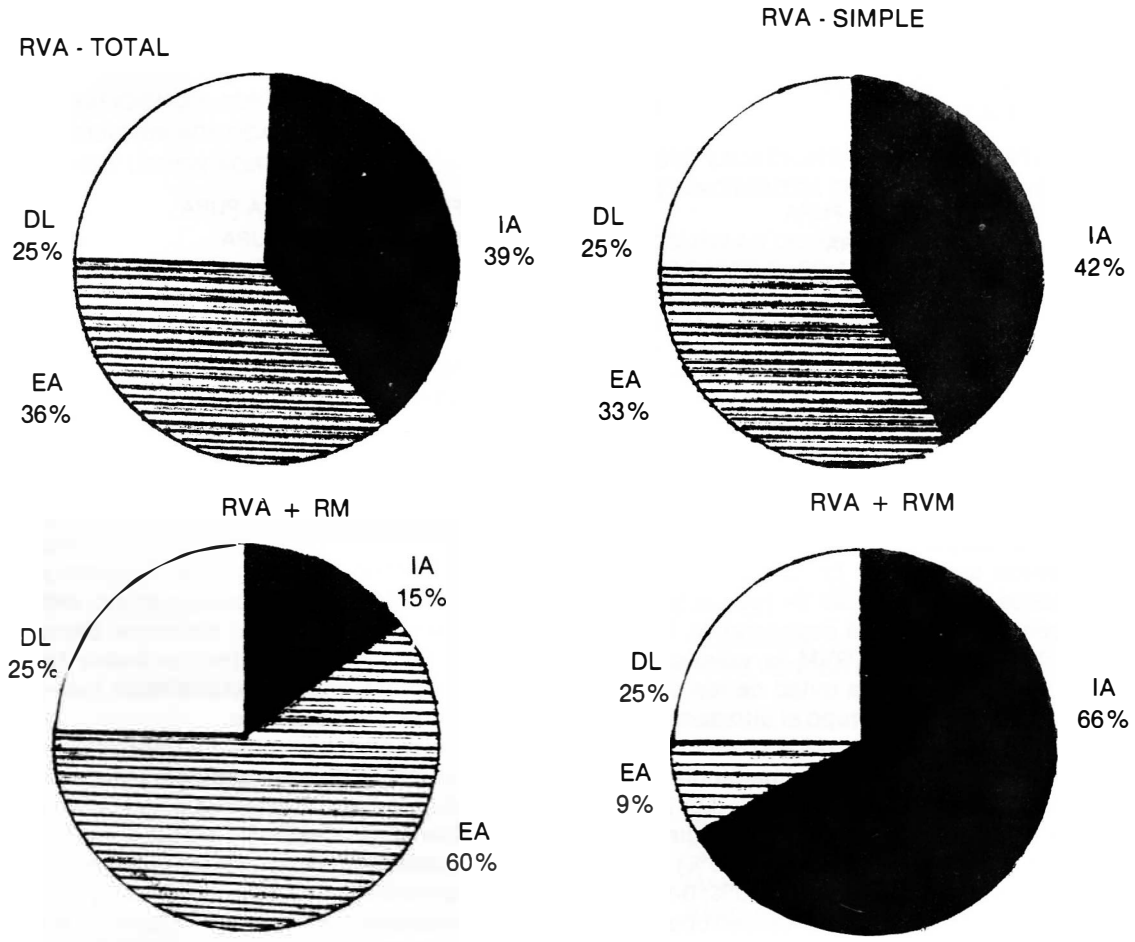 RVA - TOTAL
DL
25%
IA
39%
EA
36%
RVA - SIMPLE
DL
25%
IA
42%
EA
33%
RVA + RM
IA
15%
DL
25%
EA
60%
RVA + RVM
DL
25%
IA
66%
EA
9%